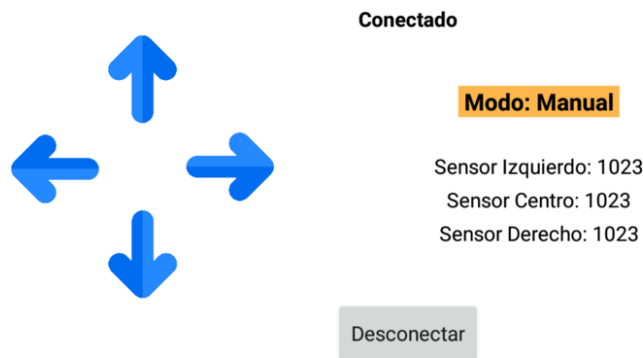 Conectado
Modo: Manual
Sensor Izquierdo: 1023
Sensor Centro: 1023
Sensor Derecho: 1023
Desconectar